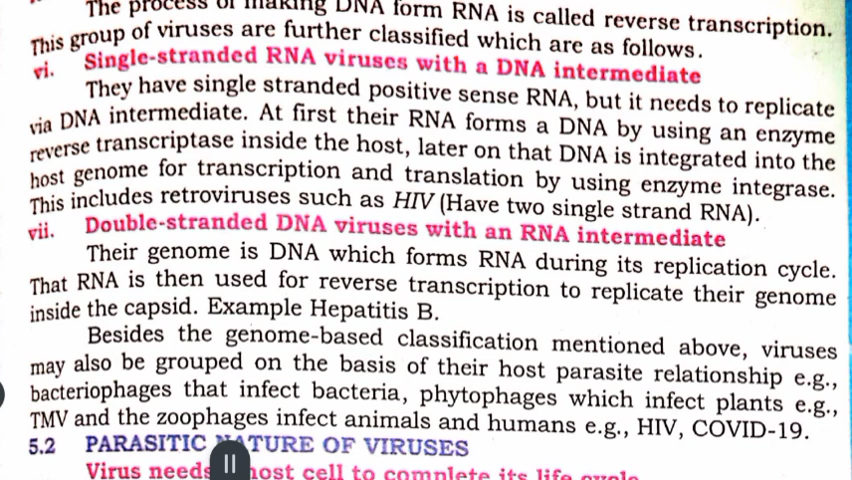 The process of making DNA form RNA is called reverse transcription.
This group of viruses are further classified which are as follows.
vi. Single-stranded RNA viruses with a DNA intermediate
They have single stranded positive sense RNA, but it needs to replicate
via DNA intermediate. At first their RNA forms a DNA by using an enzyme
reverse transcriptase inside the host, later on that DNA is integrated into the
host genome for transcription and translation by using enzyme integrase.
This includes retroviruses such as HIV (Have two single strand RNA).
vii. Double-stranded DNA viruses with an RNA intermediate
Their genome is DNA which forms RNA during its replication cycle.
That RNA is then used for reverse transcription to replicate their genome
inside the capsid. Example Hepatitis B.
Besides the genome-based classification mentioned above, viruses
may also be grouped on the basis of their host parasite relationship e.g.,
bacteriophages that infect bacteria, phytophages which infect plants e.g.,
TMV and the zoophages infect animals and humans e.g., HIV, COVID-19.
5.2 PARASITIC NATURE OF VIRUSES
Virus needs host cell to complete its life cycle